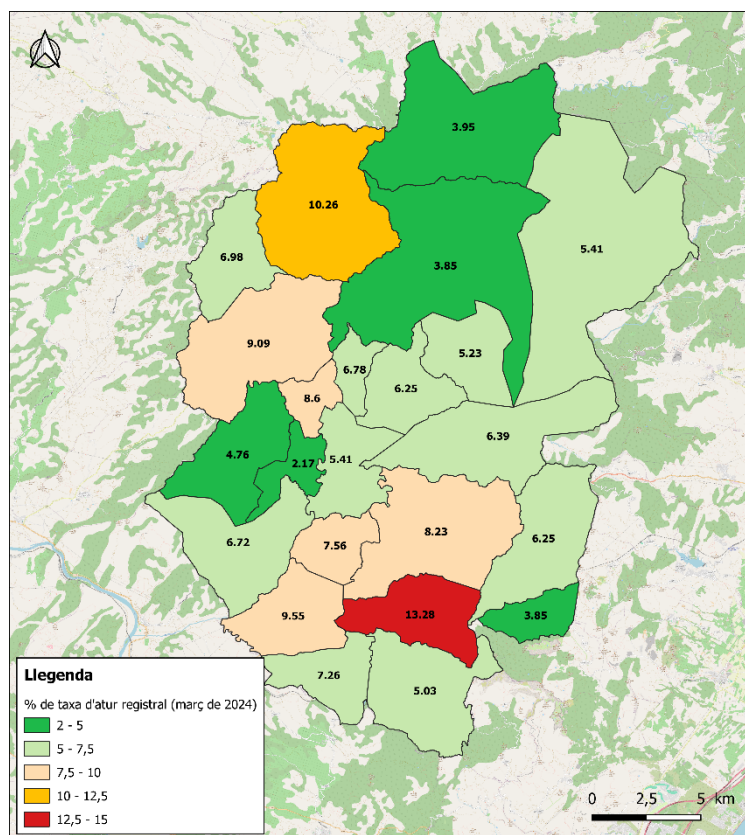 3.95
10.26
5.41
6.98
3.85
9.09
5.23
6.78
6.25
8.6
6.39
4.76
2.17
5.41
8.23
6.25
7.56
6.72
9.55
13.28
3.85
7.26
5.03
Llegenda
% de taxa d'atur registral (març de 2024)
2 - 5
5 - 7,5
7,5 - 10
10 - 12,5
12,5 - 15
0 2,5 5 km